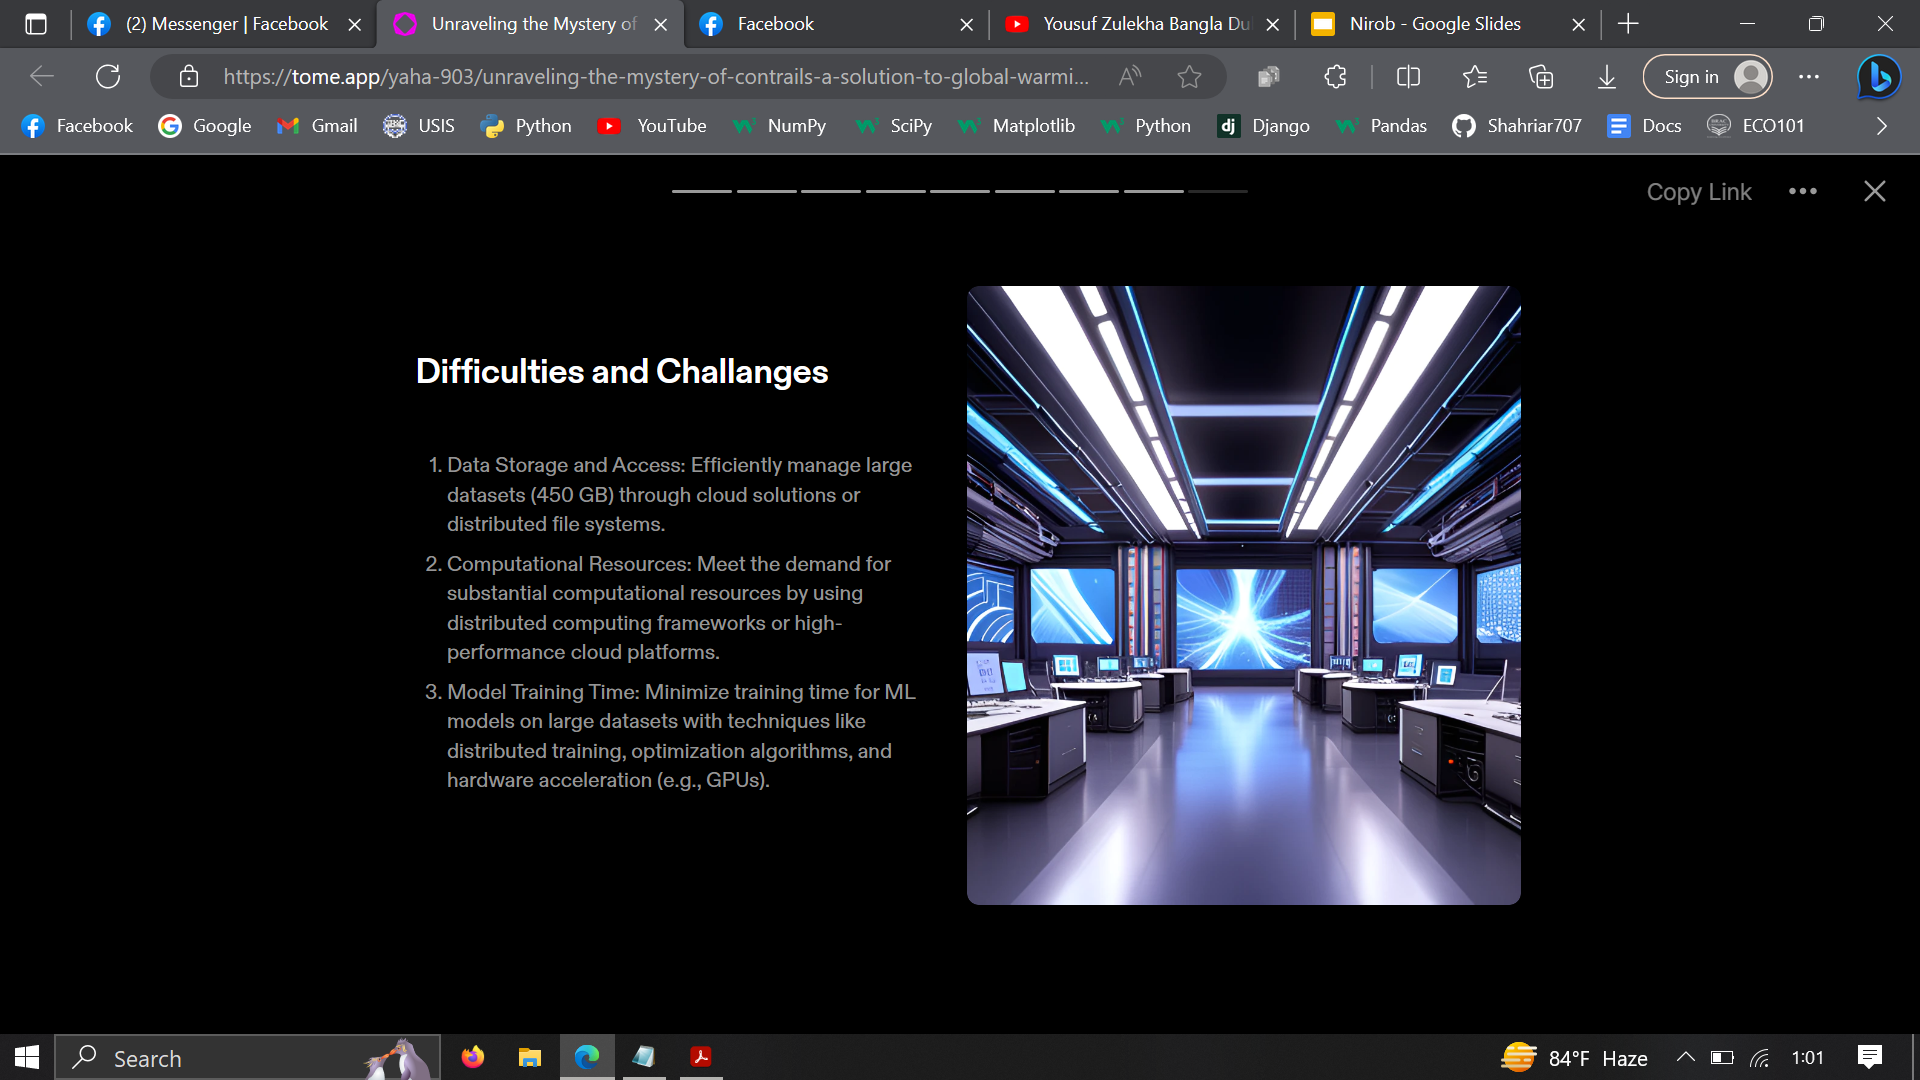 (2) Messenger | Facebook
Unraveling the Mystery of
Facebook
Yousuf Zulekha Bangla Du
Nirob - Google Slides
https://tome.app/yaha-903/unraveling-the-mystery-of-contrails-a-solution-to-global-warmi...
Sign in
Facebook
Google
Gmail
USIS
Python
YouTube
NumPy
SciPy
Matplotlib
Python
dj
Django
Pandas
Shahriar707
Docs
ECO101
Copy Link
Difficulties and Challanges
1. Data Storage and Access: Efficiently manage large
datasets (450 GB) through cloud solutions or
distributed file systems.
2. Computational Resources: Meet the demand for
substantial computational resources by using
distributed computing frameworks or high-
performance cloud platforms.
3. Model Training Time: Minimize training time for ML
models on large datasets with techniques like
distributed training, optimization algorithms, and
hardware acceleration (e.g., GPUs).
Search
84°F Haze
1:01